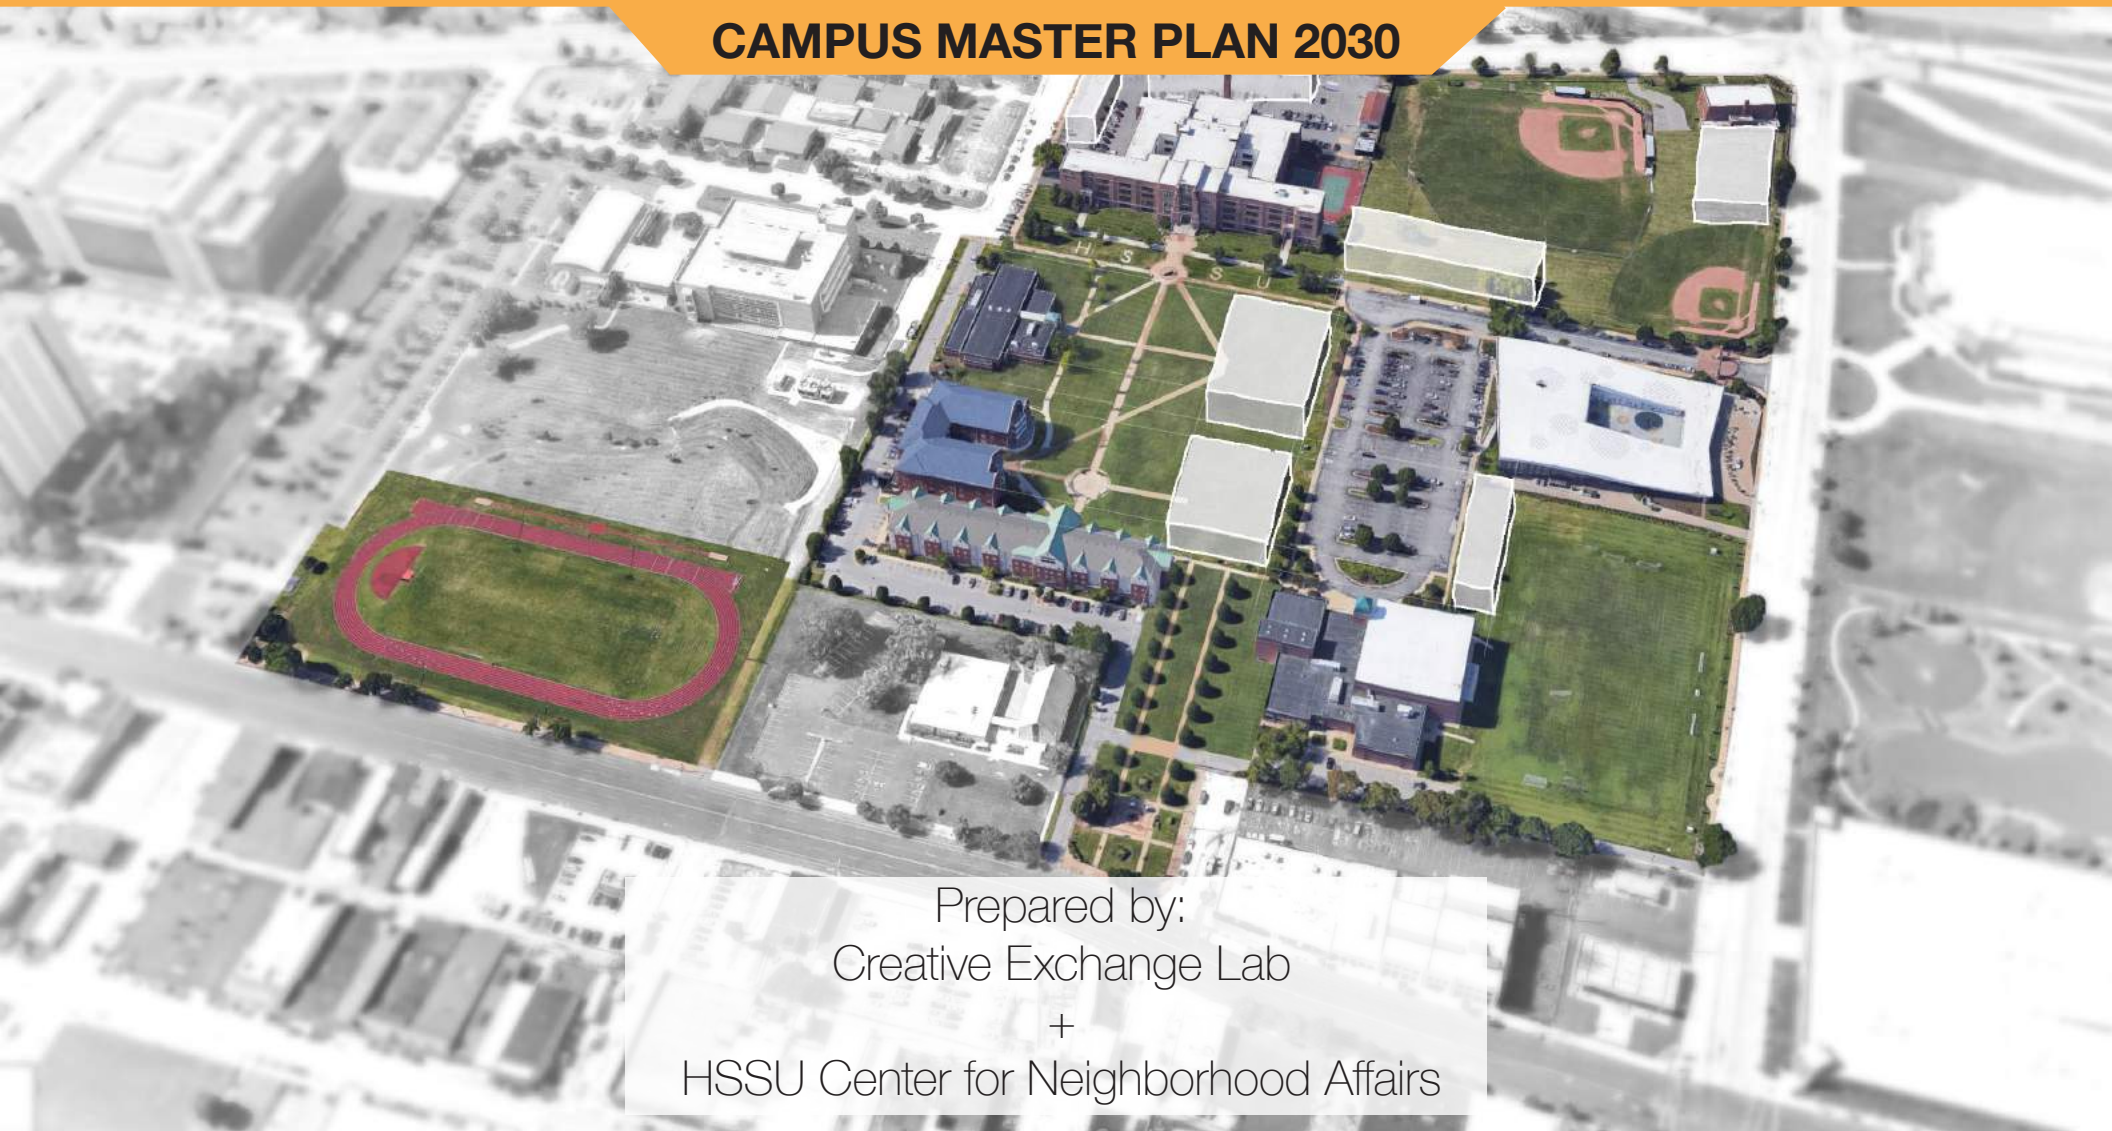 CAMPUS MASTER PLAN 2030
H S S U
Prepared by:
Creative Exchange Lab
+
HSSU Center for Neighborhood Affairs